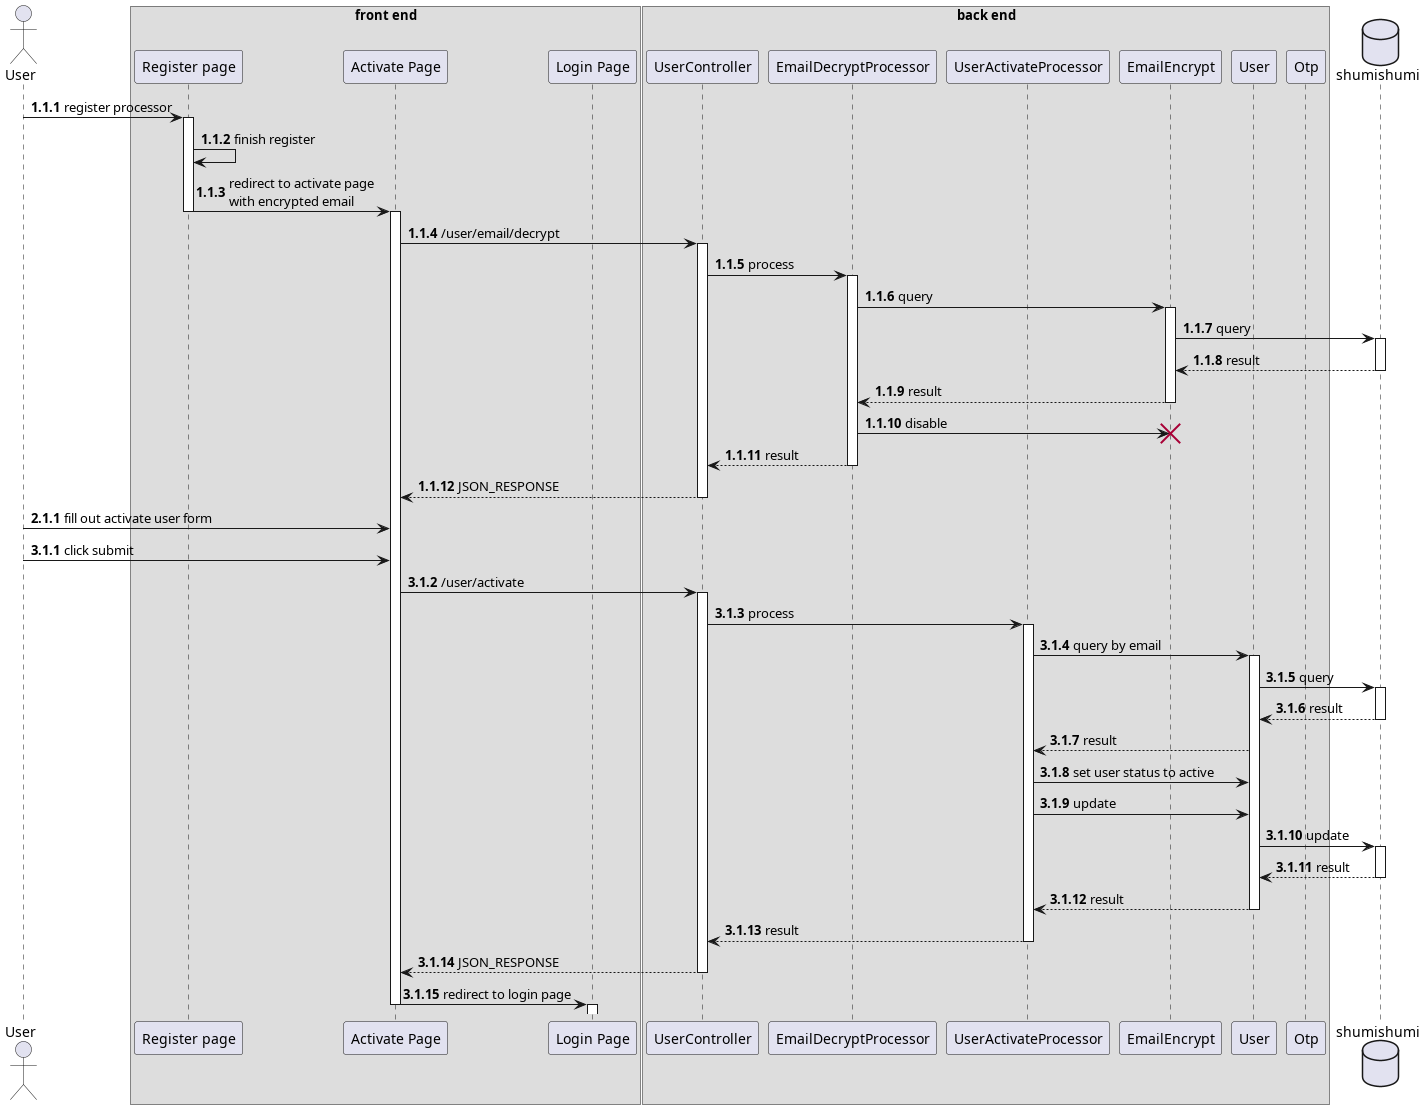 front end
back end
User
Register page
Activate Page
Login Page
UserController
EmailDecryptProcessor
UserActivateProcessor
EmailEncrypt
User
Otp
shumishumi
1.1.1 register processor
1.1.2 finish register
1.1.3 redirect to activate page
with encrypted email
1.1.4 /user/email/decrypt
1.1.5 process
1.1.6 query
1.1.7 query
1.1.8 result
1.1.9 result
1.1.10 disable
1.1.11 result
1.1.12 JSON_RESPONSE
2.1.1 fill out activate user form
3.1.1 click submit
3.1.2 /user/activate
3.1.3 process
3.1.4 query by email
3.1.5 query
3.1.6 result
3.1.7 result
3.1.8 set user status to active
3.1.9 update
3.1.10 update
3.1.11 result
3.1.12 result
3.1.13 result
3.1.14 JSON_RESPONSE
3.1.15 redirect to login page
User
Register page
Activate Page
Login Page
UserController
EmailDecryptProcessor
UserActivateProcessor
EmailEncrypt
User
Otp
shumishumi